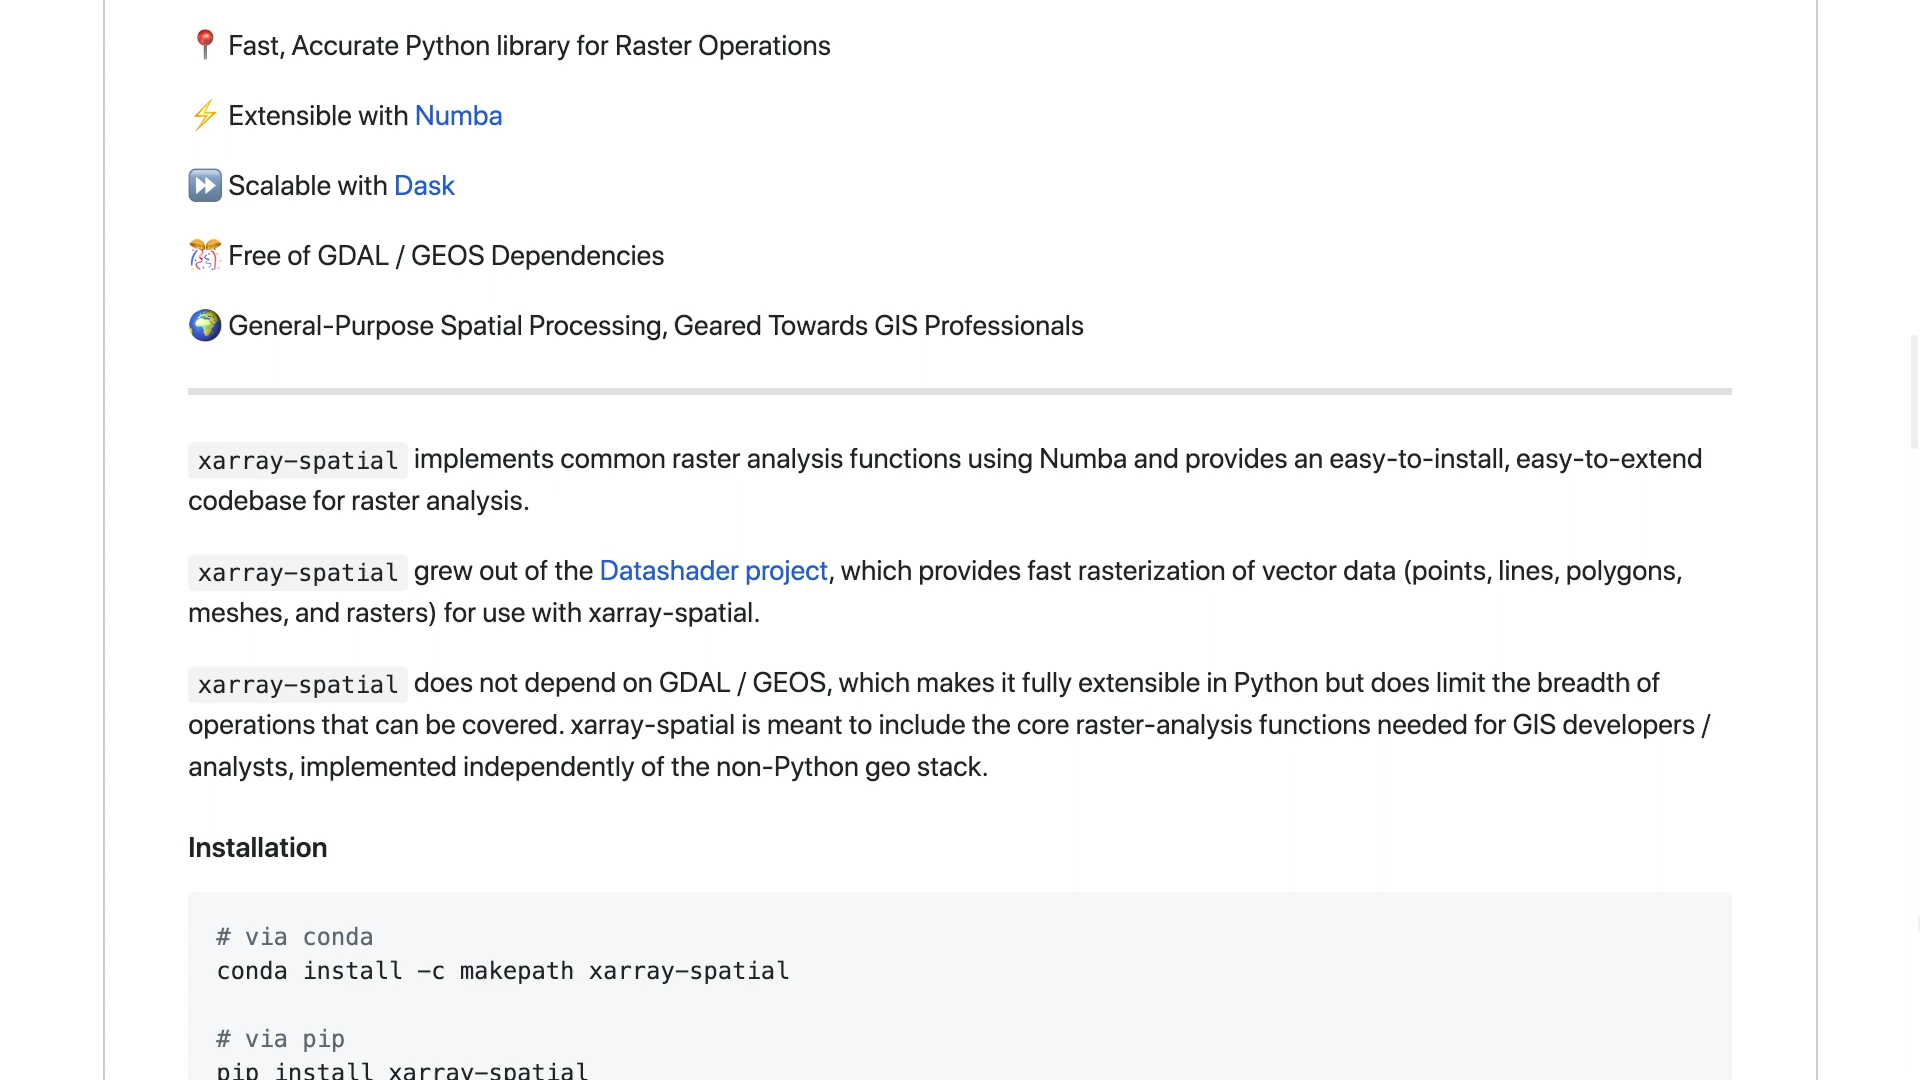 Fast, Accurate Python library for Raster Operations
Extensible with Numba
Scalable with Dask
Free of GDAL / GEOS Dependencies
General-Purpose Spatial Processing, Geared Towards GIS Professionals
xarray-spatial implements common raster analysis functions using Numba and provides an easy-to-install, easy-to-extend
codebase for raster analysis.
xarray-spatial grew out of the Datashader project, which provides fast rasterization of vector data (points, lines, polygons,
meshes, and rasters) for use with xarray-spatial.
xarray-spatial does not depend on GDAL / GEOS, which makes it fully extensible in Python but does limit the breadth of
operations that can be covered. xarray-spatial is meant to include the core raster-analysis functions needed for GIS developers /
analysts, implemented independently of the non-Python geo stack.
Installation
# via conda
conda install -c makepath xarray-spatial
# via pip
pip install xarray-spatial